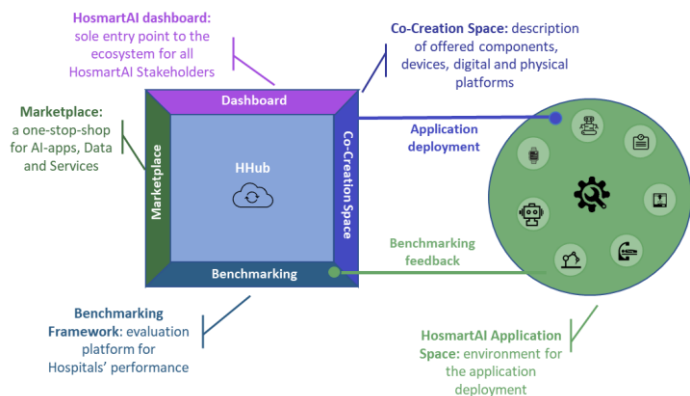 HosmartAI dashboard:
sole entry point to the
ecosystem for all
HosmartAI Stakeholders
Co-Creation Space: description
of offered components,
devices, digital and physical
platforms
Marketplace:
a one-stop-shop
for AI-apps, Data
and Services
Dashboard
Marketplace
HHub
Co-Creation Space
Benchmarking
Application
deployment
Benchmarking
feedback
Benchmarking
Framework: evaluation
platform for
Hospitals' performance
HosmartAI Application
Space: environment for
the application
deployment